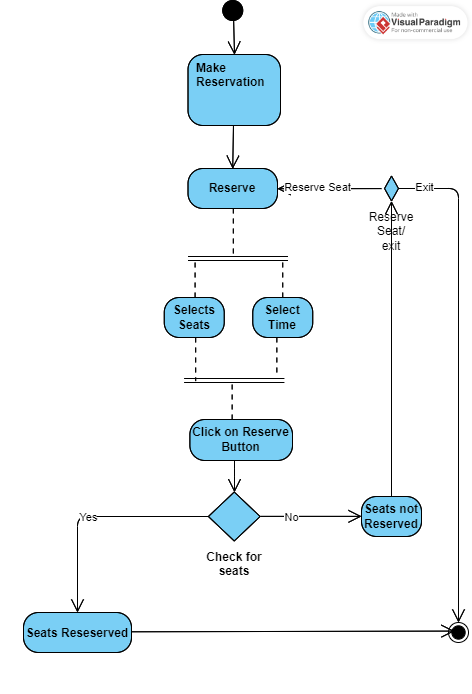 Made with
Visual Paradigm
For non-commercial use
Make
Reservation
Reserve
Reserve Seat
Exit
Reserve
Seat/
exit
Selects
Seats
Select
Time
Click on Reserve
Button
Yes
No
Seats not
Reserved
Check for
seats
Seats Reseserved